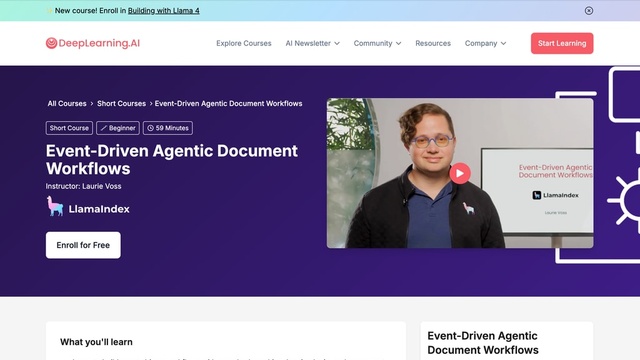 New course! Enroll in Building with Llama 4
DeepLearning.AI
Explore Courses
AI Newsletter
Community
Resources
Company
Start Learning
All Courses > Short Courses > Event-Driven Agentic Document Workflows
Short Course
Beginner
59 Minutes
Event-Driven Agentic Document
Workflows
Instructor: Laurie Voss
LlamaIndex
Enroll for Free
Event-Driven Agentic
Document Workflows
LlamaIndex
Laurie Voss
What you'll learn
Event-Driven Agentic
Document Workflows